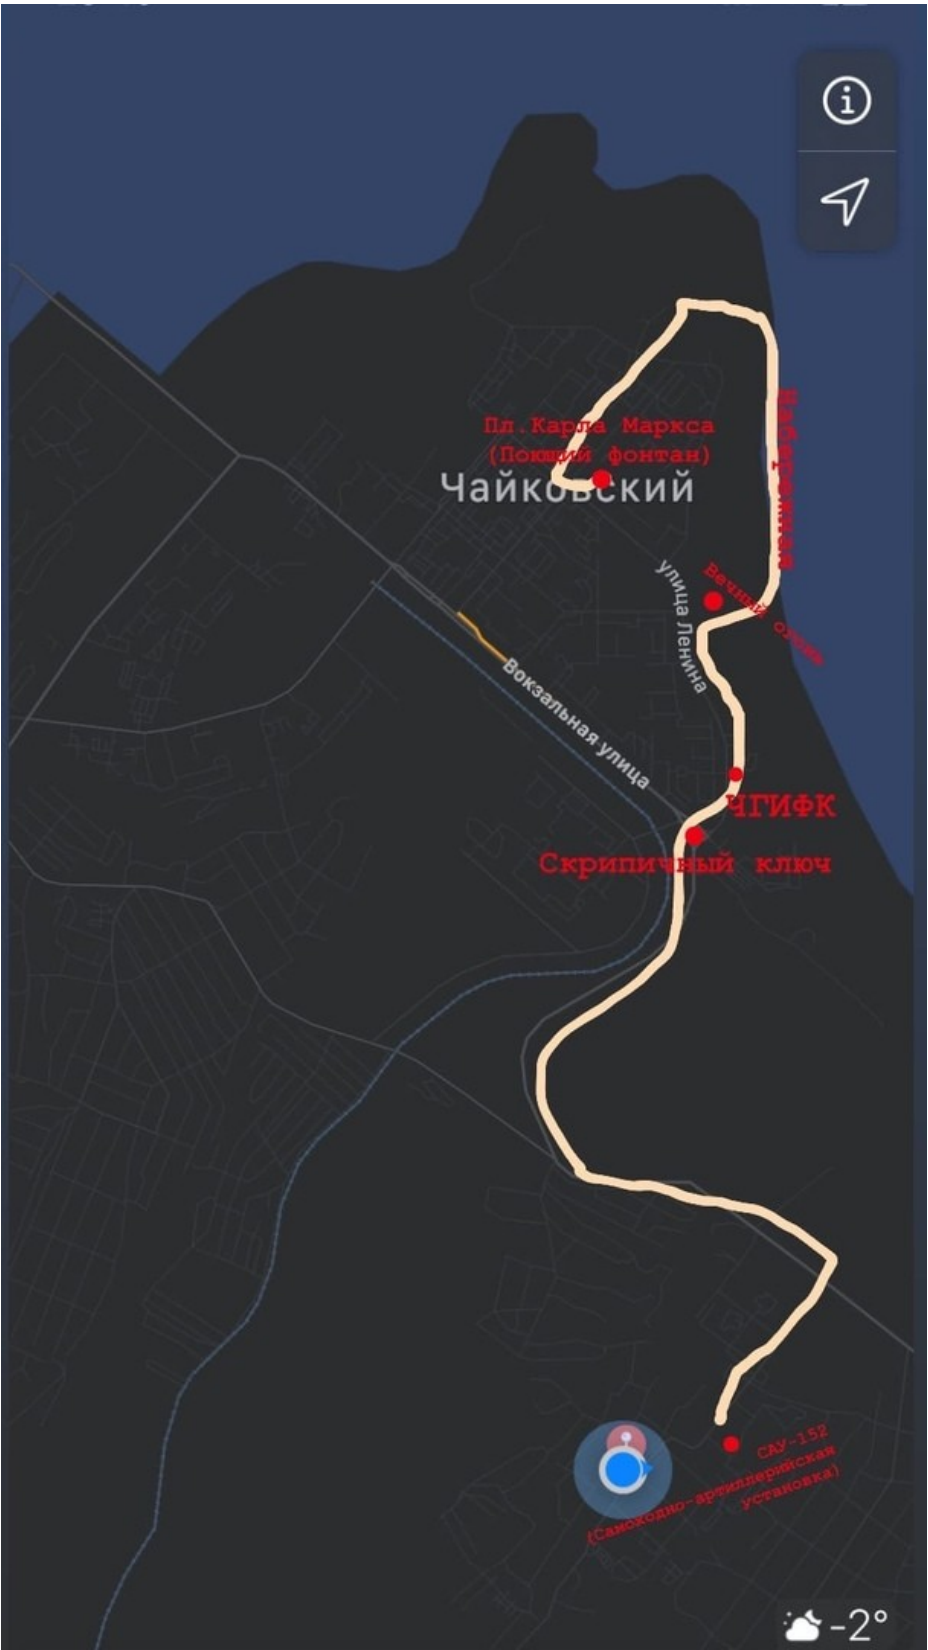 Пл.Карла Маркса
(Поющий фонтан)
Чайковский
Набережная
Вечный огонь
улица Ленина
Вокзальная улица
ЧГИФК
Скрипичный ключ
САУ-152
(Самоходно-артиллерийская
установка)
-2°